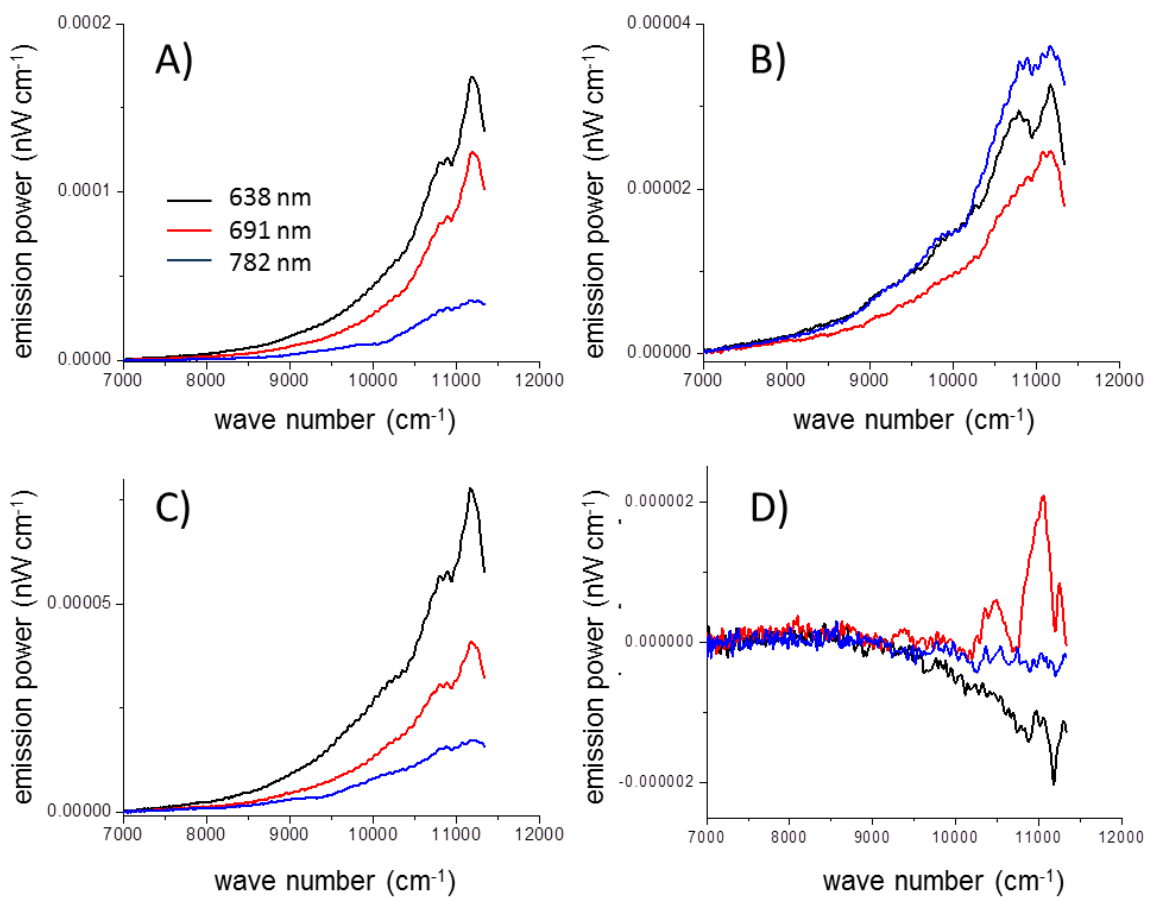 A)
emission power (nW cm-1)
0.0002
0.0001
0.0000
638 nm
691 nm
782 nm
7000 8000 9000 10000 11000 12000
wave number (cm-1)
B)
emission power (nW cm-1)
0.00004
0.00002
0.00000
7000 8000 9000 10000 11000 12000
wave number (cm-1)
C)
emission power (nW cm-1)
0.00005
0.00000
7000 8000 9000 10000 11000 12000
wave number (cm-1)
D)
emission power (nW cm-1)
0.000002
0.000000
-0.000002
7000 8000 9000 10000 11000 12000
wave number (cm-1)